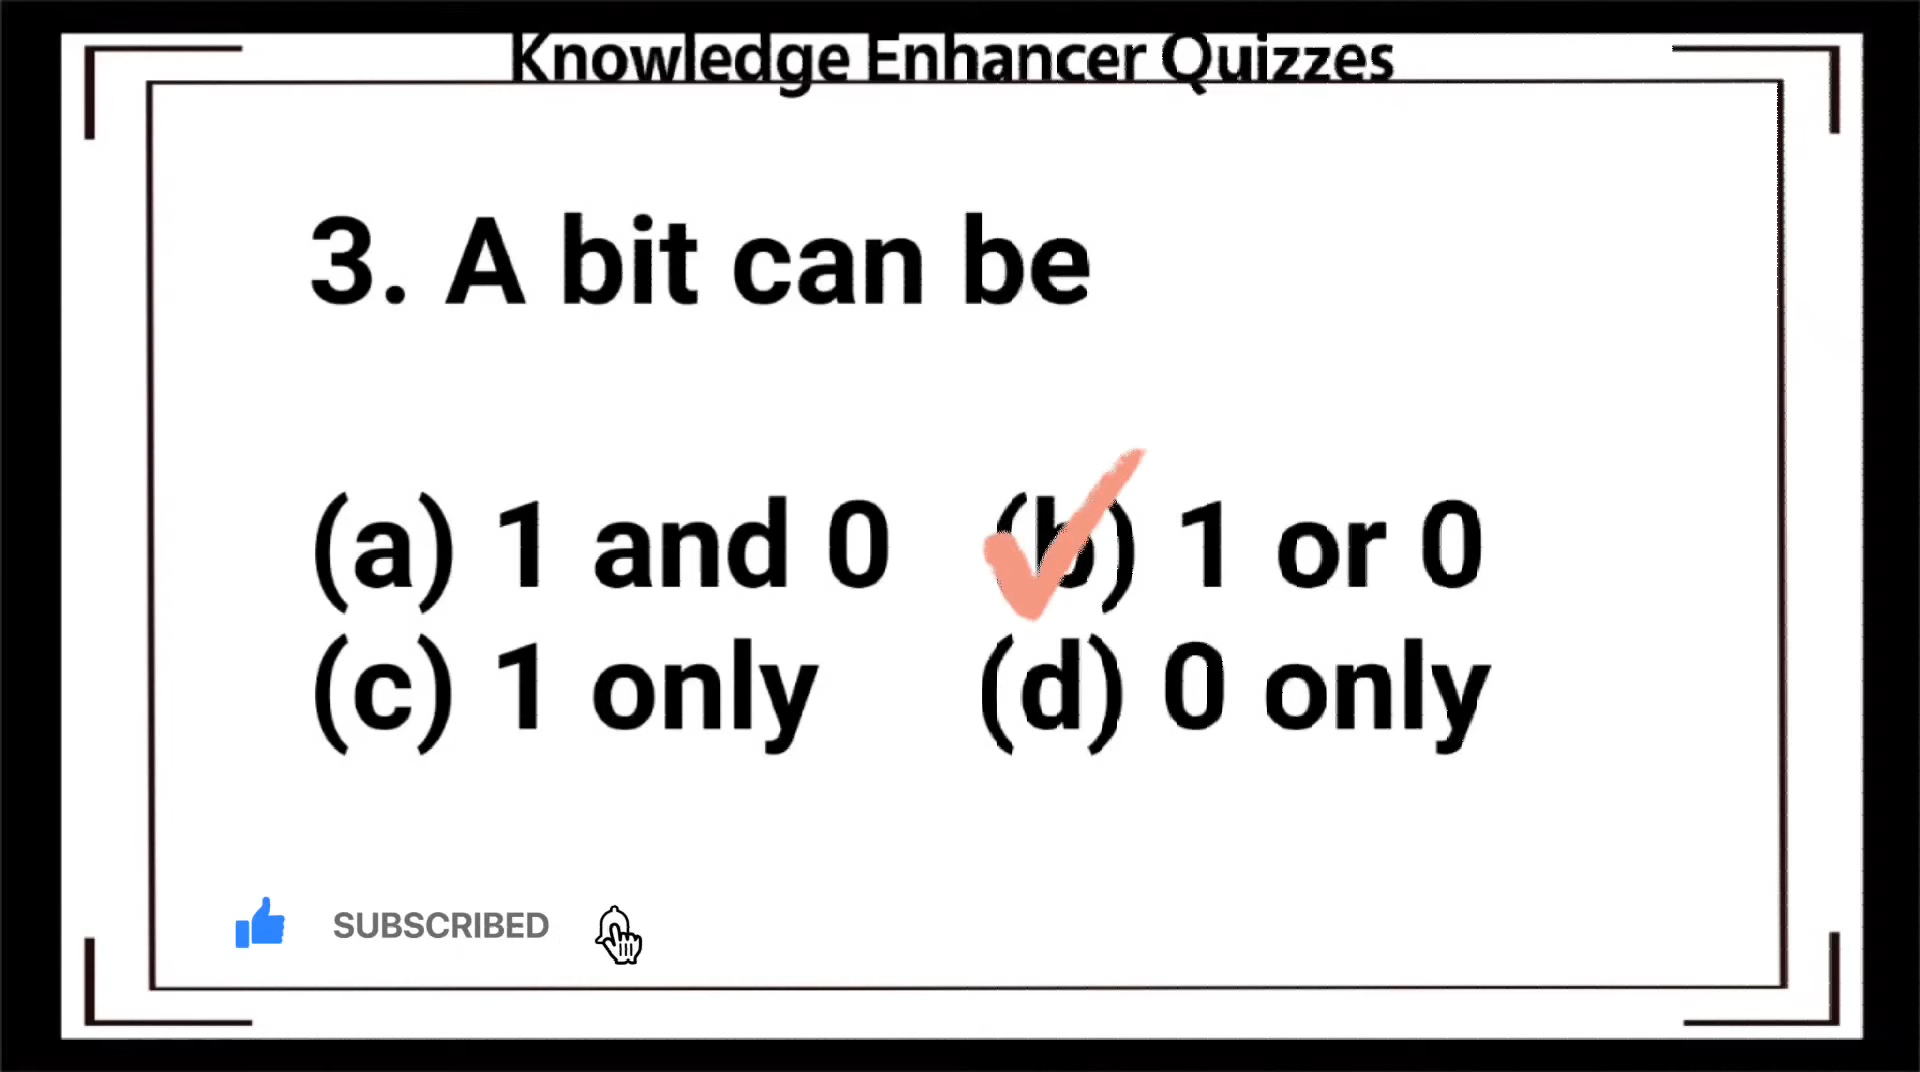 Knowledge Enhancer Quizzes
3. A bit can be
(a) 1 and 0 (b) 1 or 0
(c) 1 only (d) 0 only
SUBSCRIBED